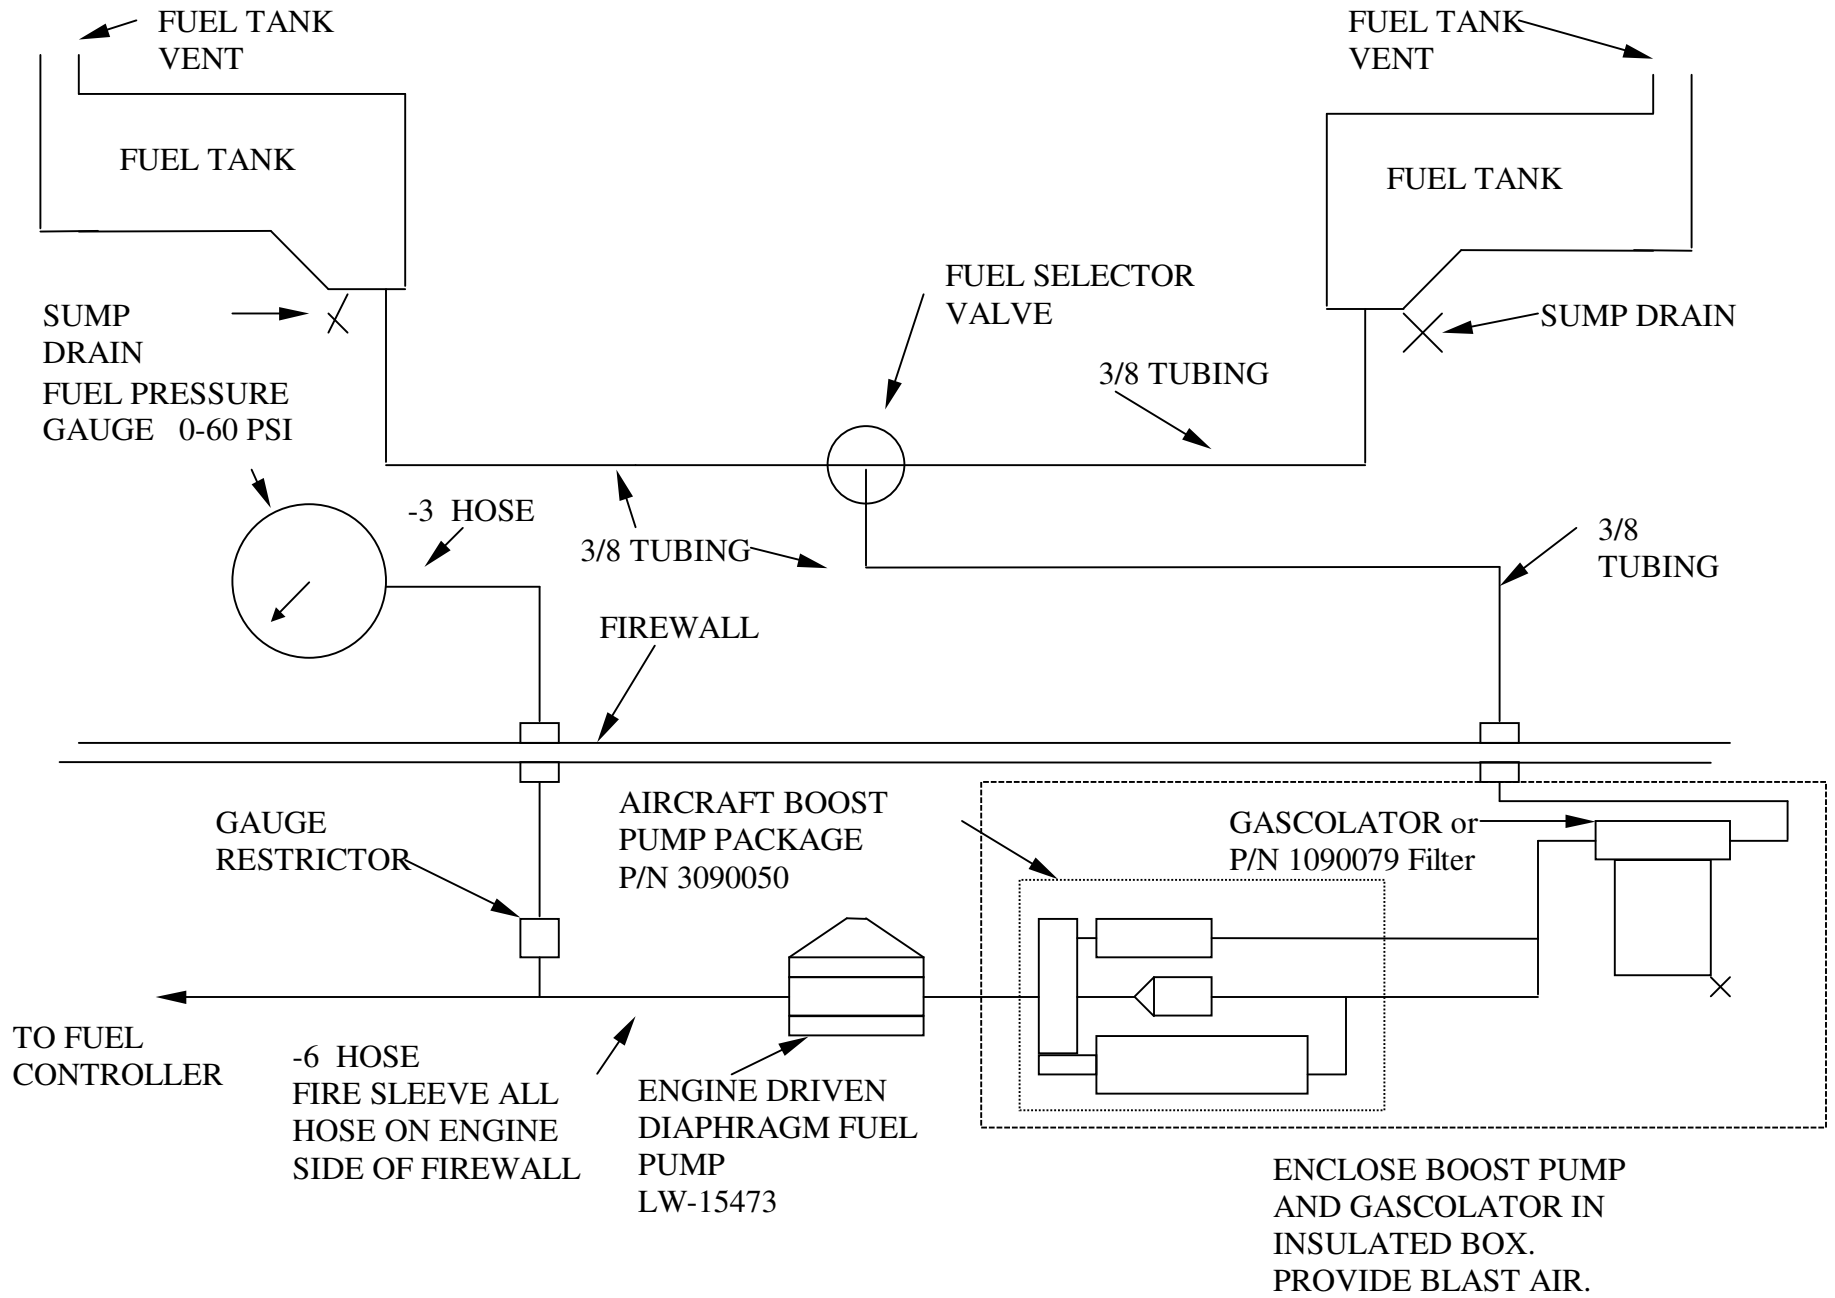 FUEL TANK
VENT
FUEL TANK
VENT
FUEL TANK
FUEL TANK
FUEL SELECTOR
VALVE
SUMP
DRAIN
SUMP DRAIN
FUEL PRESSURE
GAUGE 0-60 PSI
3/8 TUBING
-3 HOSE
3/8 TUBING
3/8
TUBING
FIREWALL
AIRCRAFT BOOST
PUMP PACKAGE
P/N 3090050
GAUGE
RESTRICTOR
GASCOLATOR or
P/N 1090079 Filter
TO FUEL
CONTROLLER
-6 HOSE
FIRE SLEEVE ALL
HOSE ON ENGINE
SIDE OF FIREWALL
ENGINE DRIVEN
DIAPHRAGM FUEL
PUMP
LW-15473
ENCLOSE BOOST PUMP
AND GASCOLATOR IN
INSULATED BOX.
PROVIDE BLAST AIR.